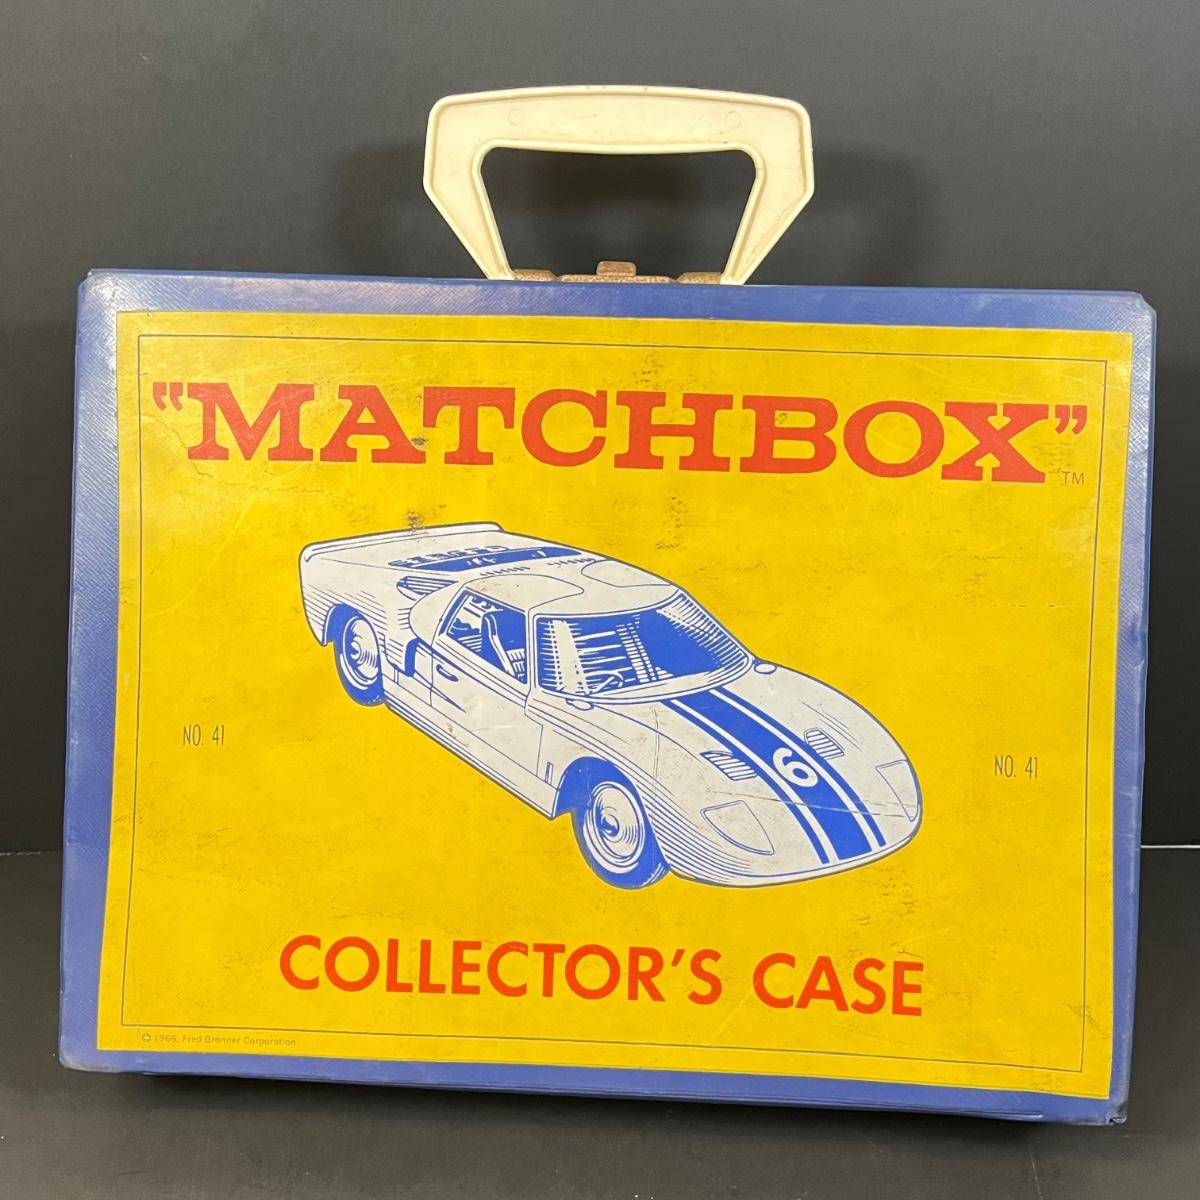 "MATCHBOX"™
6
NO. 41
NO. 41
COLLECTOR'S CASE
© 1966, Fred Bronner Corporation